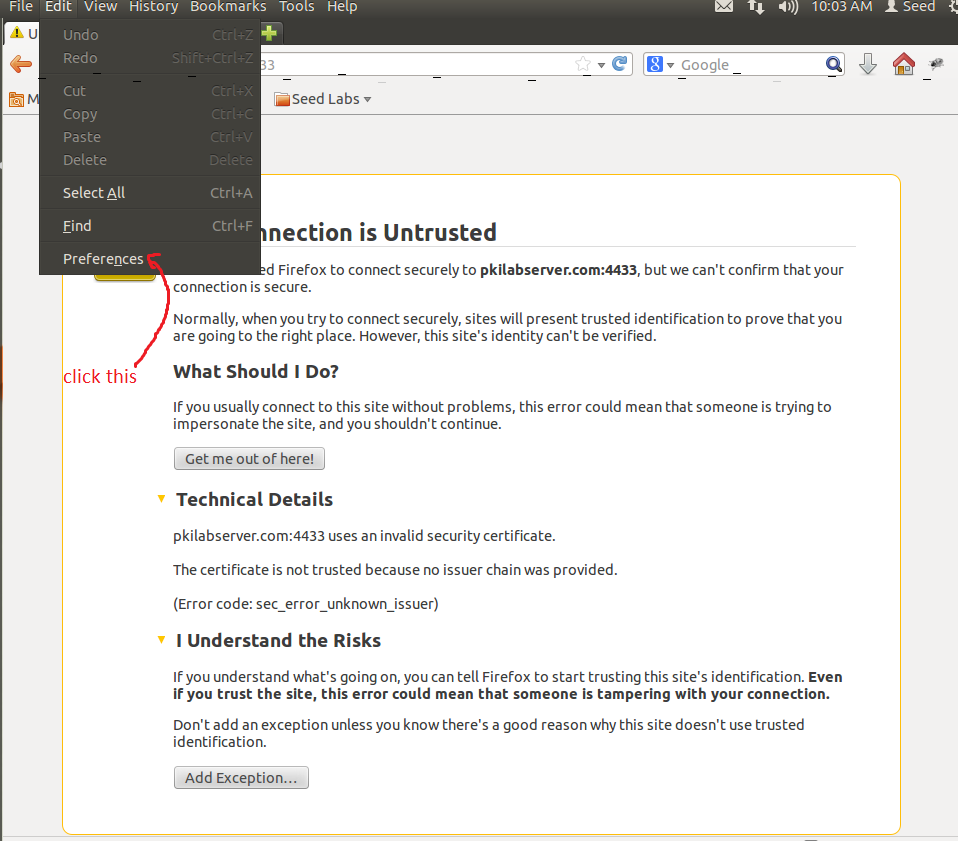 File Edit View History Bookmarks Tools Help 10:03 AM Seed
U
Undo Ctrl+Z
Redo Shift+Ctrl+Z
33 Google
Cut Ctrl+X
M Seed Labs
Copy Ctrl+C
Paste Ctrl+V
Delete Delete
Select All Ctrl+A
Find Ctrl+F
nnection is Untrusted
Preferences
ed Firefox to connect securely to pkilabserver.com:4433, but we can't confirm that your
connection is secure.
Normally, when you try to connect securely, sites will present trusted identification to prove that you
are going to the right place. However, this site's identity can't be verified.
click this
What Should I Do?
If you usually connect to this site without problems, this error could mean that someone is trying to
impersonate the site, and you shouldn't continue.
Get me out of here!
Technical Details
pkilabserver.com:4433 uses an invalid security certificate.
The certificate is not trusted because no issuer chain was provided.
(Error code: sec_error_unknown_issuer)
I Understand the Risks
If you understand what's going on, you can tell Firefox to start trusting this site's identification. Even
if you trust the site, this error could mean that someone is tampering with your connection.
Don't add an exception unless you know there's a good reason why this site doesn't use trusted
identification.
Add Exception...